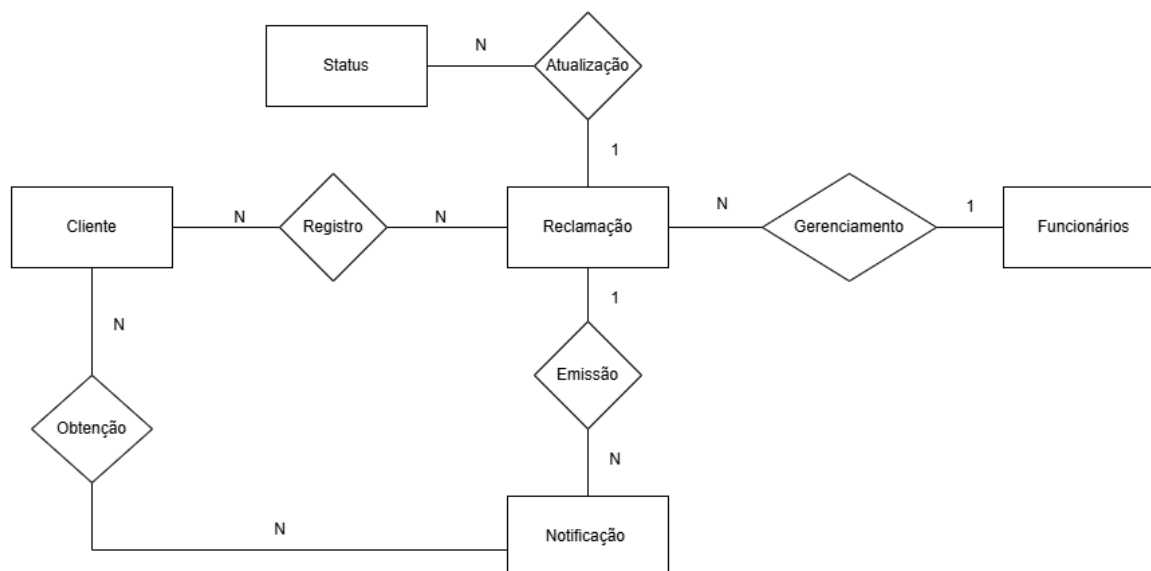 N
Status
Atualização
1
N
N
N
1
Cliente
Registro
Reclamação
Gerenciamento
Funcionários
1
N
Emissão
Obtenção
N
N
Notificação